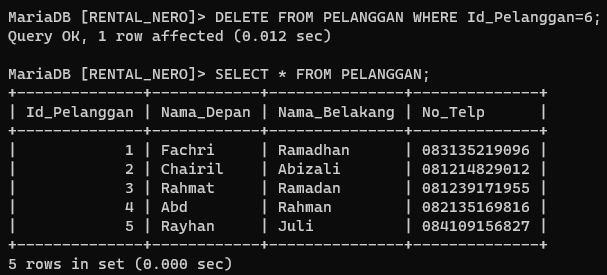 MariaDB [RENTAL_NERO]> DELETE FROM PELANGGAN WHERE Id_Pelanggan=6;
Query OK, 1 row affected (0.012 sec)
MariaDB [RENTAL_NERO]> SELECT * FROM PELANGGAN;
+--------------+------------+---------------+--------------+
| Id_Pelanggan | Nama_Depan | Nama_Belakang | No_Telp      |
+--------------+------------+---------------+--------------+
|            1 | Fachri     | Ramadhan      | 083135219096 |
|            2 | Chairil    | Abizali       | 081214829012 |
|            3 | Rahmat     | Ramadan       | 081239171955 |
|            4 | Abd        | Rahman        | 082135169816 |
|            5 | Rayhan     | Juli          | 084109156827 |
+--------------+------------+---------------+--------------+
5 rows in set (0.000 sec)